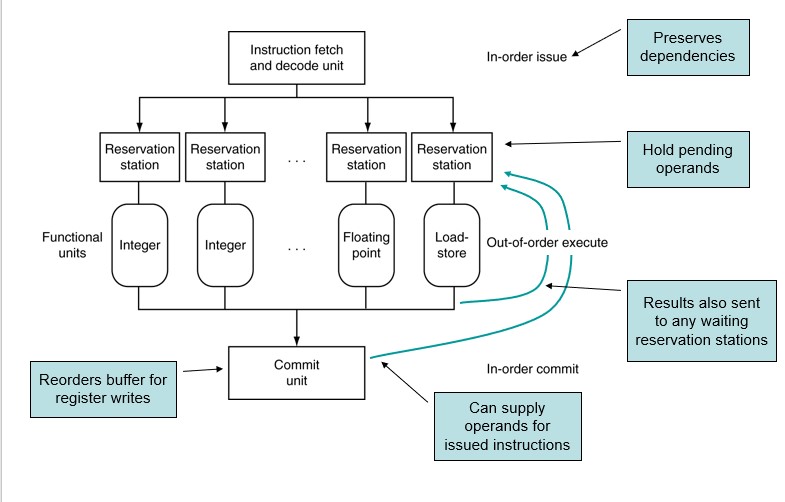 Instruction fetch
and decode unit
In-order issue
Preserves
dependencies
Reservation
station
Reservation
station
. . .
Reservation
station
Reservation
station
Hold pending
operands
Functional
units
Integer
Integer
. . .
Floating
point
Load-
store
Out-of-order execute
Results also sent
to any waiting
reservation stations
Commit
unit
In-order commit
Reorders buffer for
register writes
Can supply
operands for
issued instructions